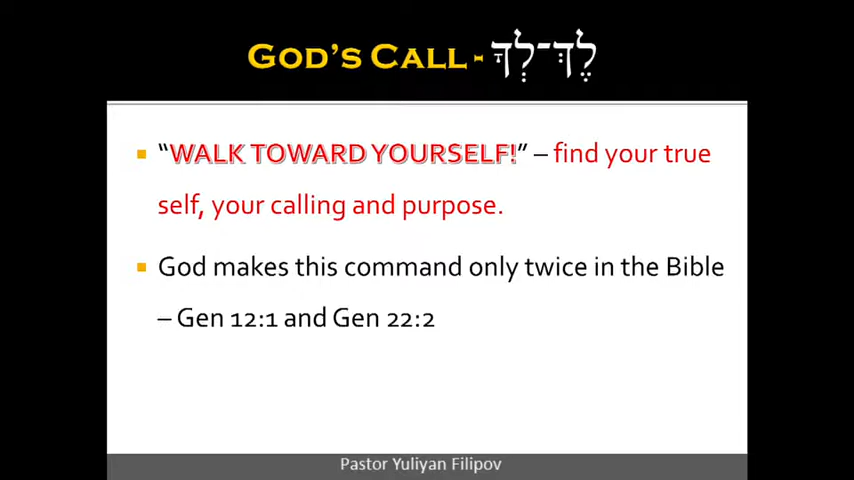 GOD'S CALL - לֶךְ־לְךָ
"WALK TOWARD YOURSELF!" – find your true
self, your calling and purpose.
God makes this command only twice in the Bible
– Gen 12:1 and Gen 22:2
Pastor Yuliyan Filipov